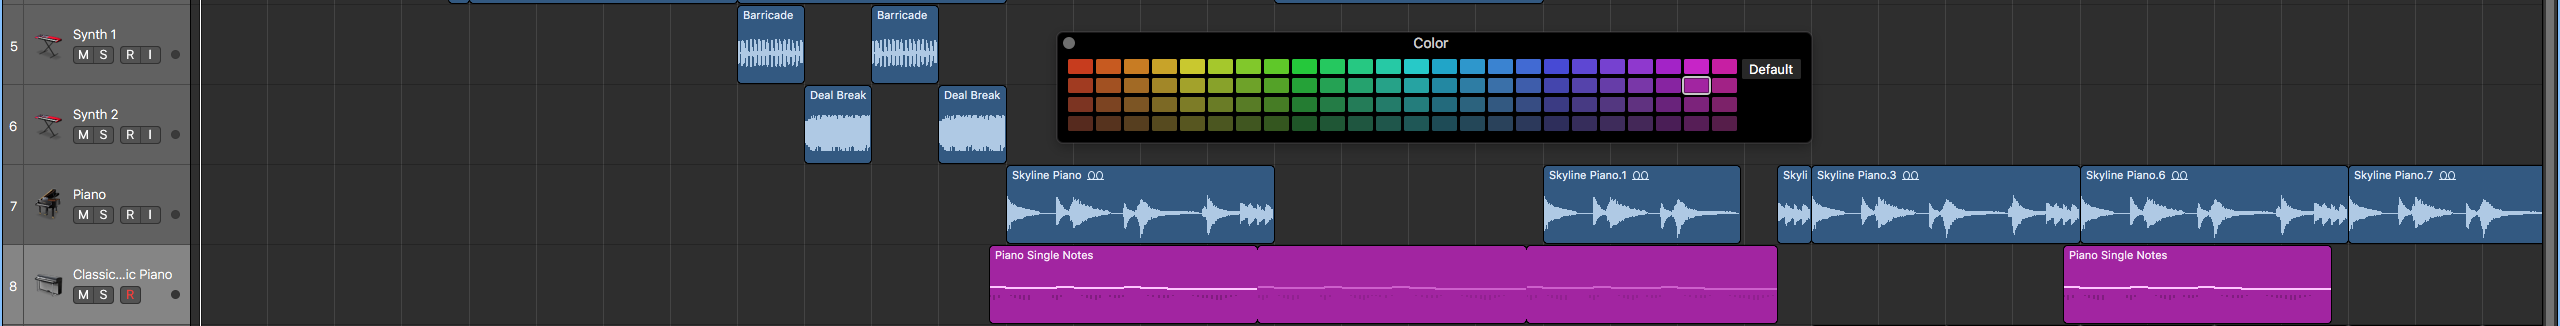 Barricade
Barricade
5
Synth 1
M S R I
Color
Default
Deal Break
Deal Break
6
Synth 2
M S R I
Skyline Piano
Skyline Piano.1
Skyli
Skyline Piano.3
Skyline Piano.6
Skyline Piano.7
7
Piano
M S R I
Piano Single Notes
Piano Single Notes
8
Classic...ic Piano
M S R